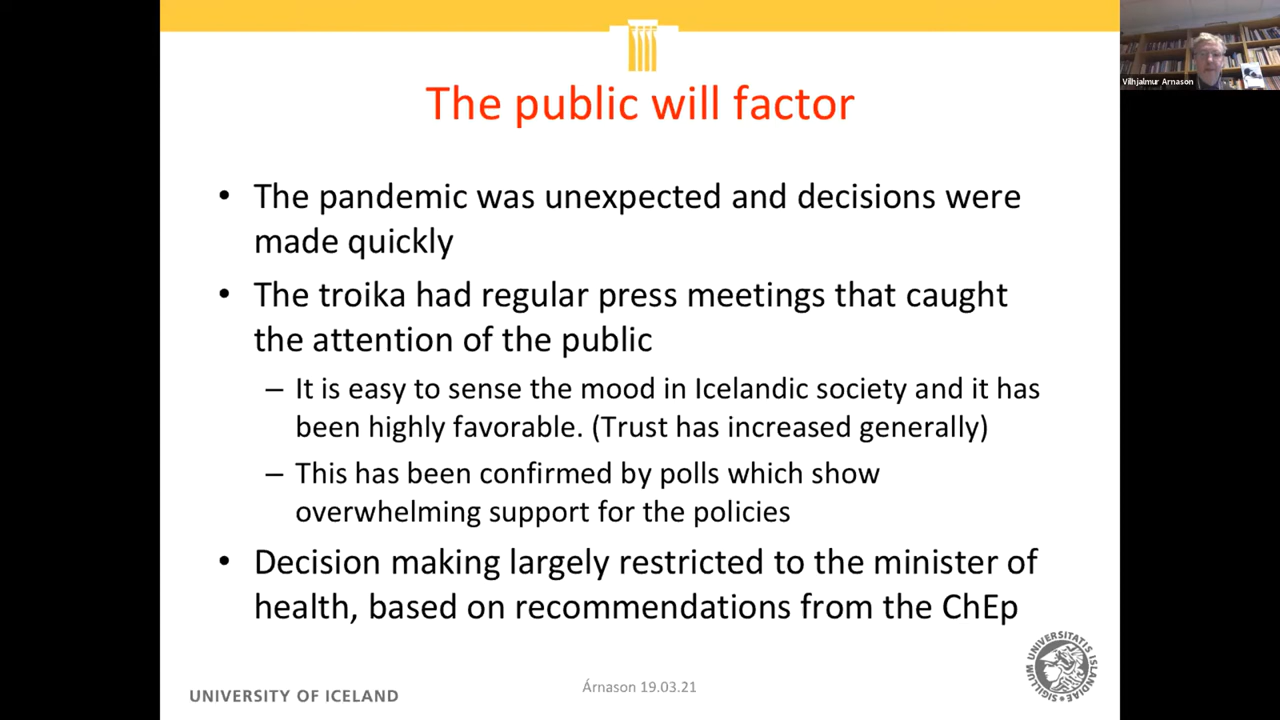 The public will factor
Vilhjalmur Arnason
• The pandemic was unexpected and decisions were
made quickly
• The troika had regular press meetings that caught
the attention of the public
– It is easy to sense the mood in Icelandic society and it has
been highly favorable. (Trust has increased generally)
– This has been confirmed by polls which show
overwhelming support for the policies
• Decision making largely restricted to the minister of
health, based on recommendations from the ChEp
UNIVERSITY OF ICELAND
Árnason 19.03.21
SIGILLUM UNIVERSITATIS ISLANDIAE